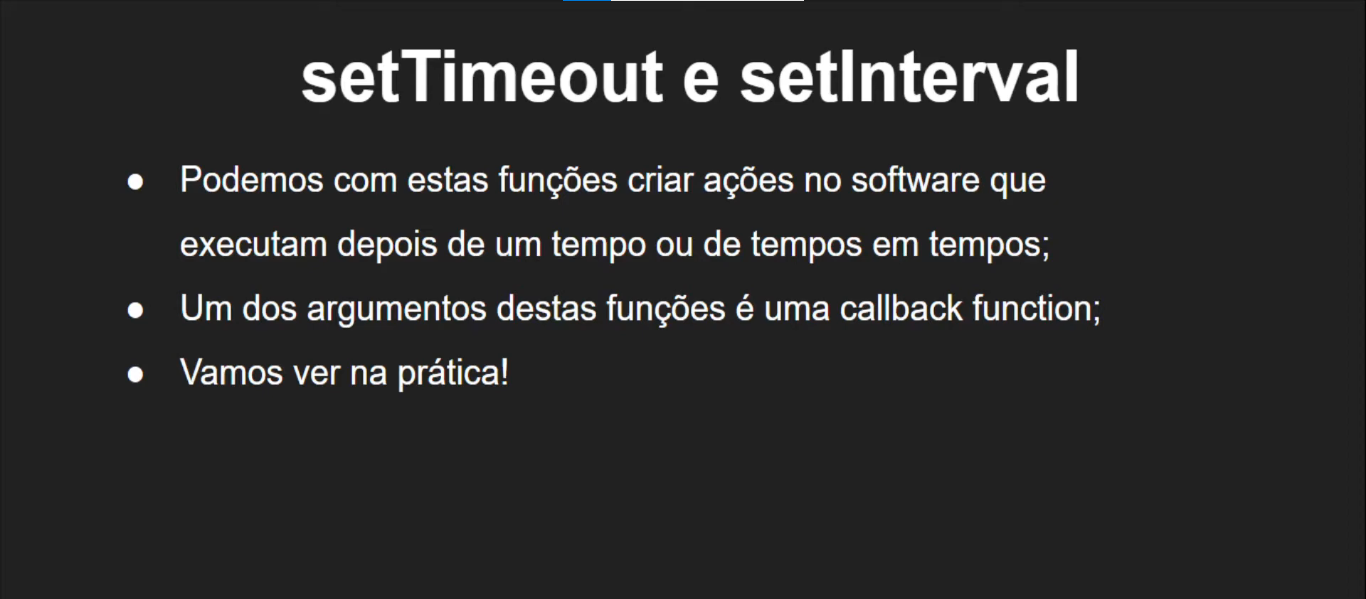 setTimeout e setInterval
● Podemos com estas funções criar ações no software que
executam depois de um tempo ou de tempos em tempos;
● Um dos argumentos destas funções é uma callback function;
● Vamos ver na prática!